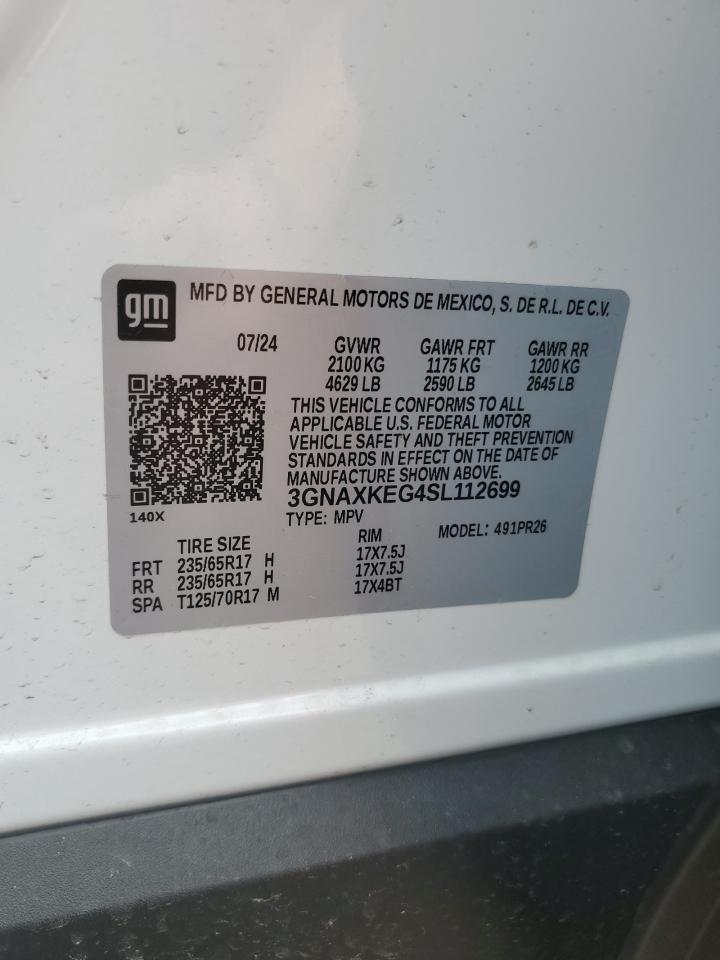 gm
MFD BY GENERAL MOTORS DE MEXICO, S. DE R.L. DE C.V.
07/24 GVWR GAWR FRT GAWR RR
2100 KG 1175 KG 1200 KG
4629 LB 2590 LB 2645 LB
THIS VEHICLE CONFORMS TO ALL
APPLICABLE U.S. FEDERAL MOTOR
VEHICLE SAFETY AND THEFT PREVENTION
STANDARDS IN EFFECT ON THE DATE OF
MANUFACTURE SHOWN ABOVE.
3GNAXKEG4SL112699
140X
TYPE: MPV MODEL: 491PR26
TIRE SIZE RIM
FRT 235/65R17 H 17X7.5J
RR 235/65R17 H 17X7.5J
SPA T125/70R17 M 17X4BT